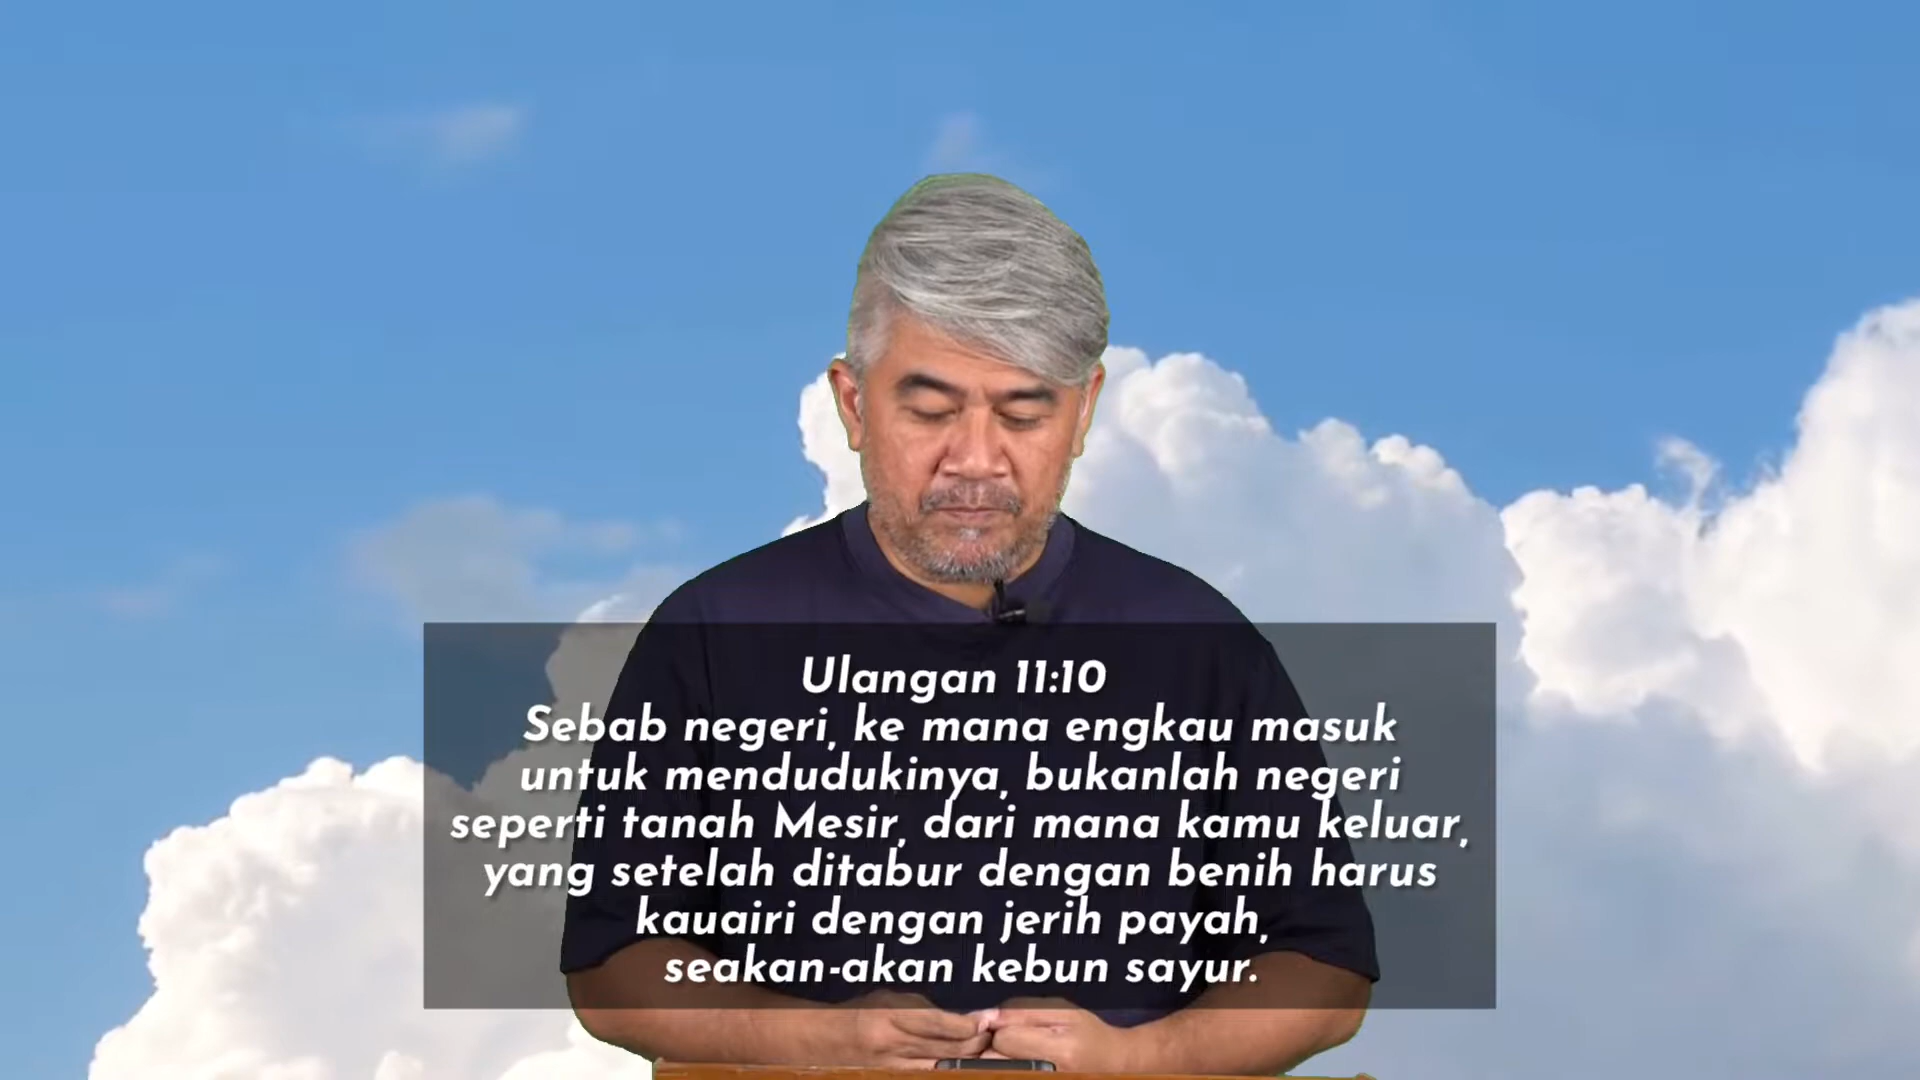 Ulangan 11:10
Sebab negeri, ke mana engkau masuk
untuk mendudukinya, bukanlah negeri
seperti tanah Mesir, dari mana kamu keluar,
yang setelah ditabur dengan benih harus
kauairi dengan jerih payah,
seakan-akan kebun sayur.